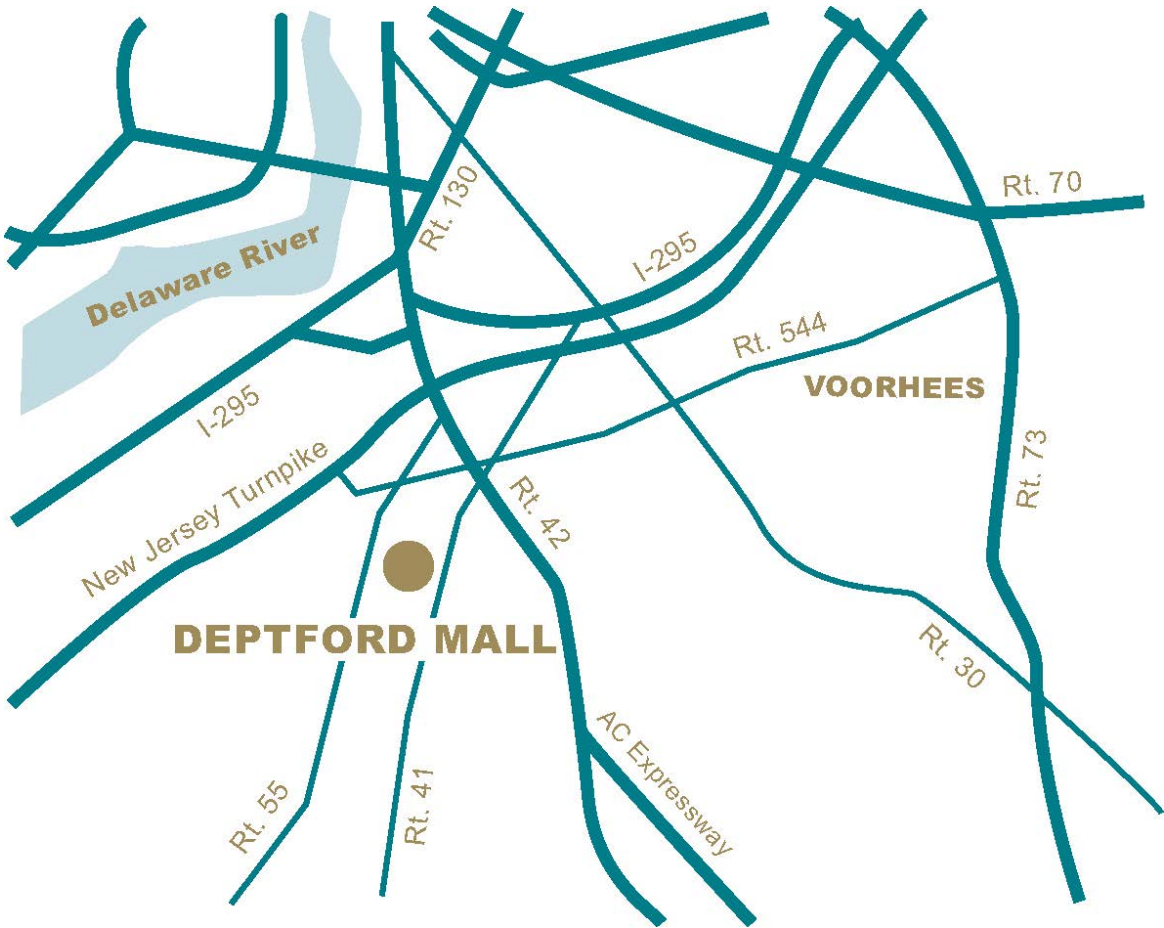 Rt. 130
Rt. 70
Delaware River
I-295
Rt. 544
VOORHEES
I-295
New Jersey Turnpike
Rt. 42
Rt. 73
DEPTFORD MALL
Rt. 30
AC Expressway
Rt. 55
Rt. 41